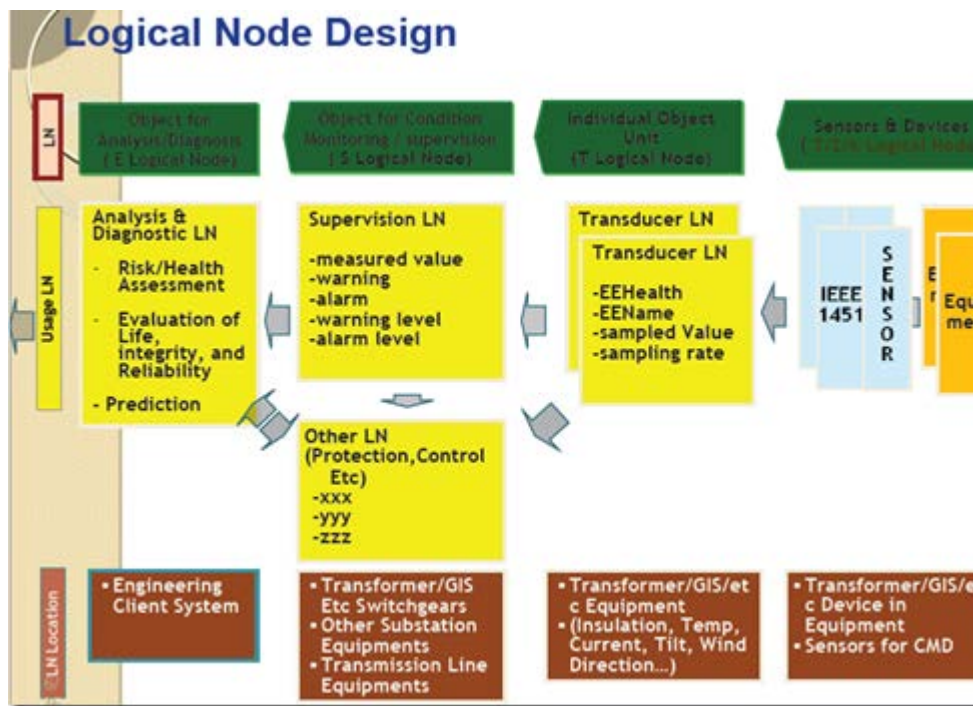 Logical Node Design
LN
Object for
Analysis/Diagnosis
( E Logical Node)
Object for Condition
Monitoring / supervision
( S Logical Node)
Individual Object
Unit
(T Logical Node)
Sensors & Devices
Logical Node
Usage LN
Analysis &
Diagnostic LN
- Risk/Health
Assessment
- Evaluation of
Life,
integrity, and
Reliability
- Prediction
Supervision LN
-measured value
-warning
-alarm
-warning level
-alarm level
Transducer LN
Transducer LN
-EEHealth
-EEName
-sampled Value
-sampling rate
IEEE
1451
S
E
N
S
O
R
E
Equ
me
Other LN
(Protection,Control
Etc)
-xxx
-yyy
-zzz
LN Location
▪ Engineering
Client System
▪ Transformer/GIS
Etc Switchgears
▪ Other Substation
Equipments
▪ Transmission Line
Equipments
▪ Transformer/GIS/et
c Equipment
▪ (Insulation, Temp,
Current, Tilt, Wind
Direction...)
▪ Transformer/GIS/e
c Device in
Equipment
▪ Sensors for CMD